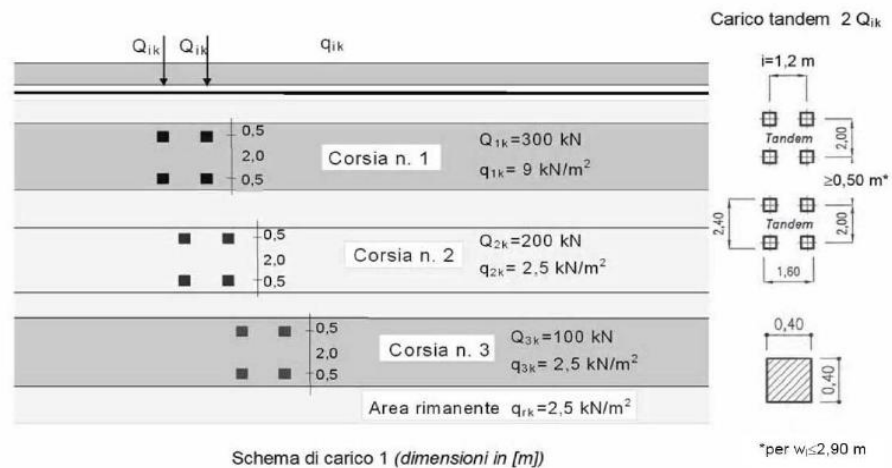 Carico tandem 2 Qik
Qik Qik qik
i=1,2 m
0,5
2,0
0,5
Corsia n. 1
Q1k=300 kN
q1k= 9 kN/m²
Tandem
2,00
≥0,50 m*
0,5
2,0
0,5
Corsia n. 2
Q2k=200 kN
q2k= 2,5 kN/m²
2,40
Tandem
2,00
1,60
0,5
2,0
0,5
Corsia n. 3
Q3k=100 kN
q3k= 2,5 kN/m²
0,40
0,40
Area rimanente qrk=2,5 kN/m²
Schema di carico 1 (dimensioni in [m])
*per wl≤2,90 m